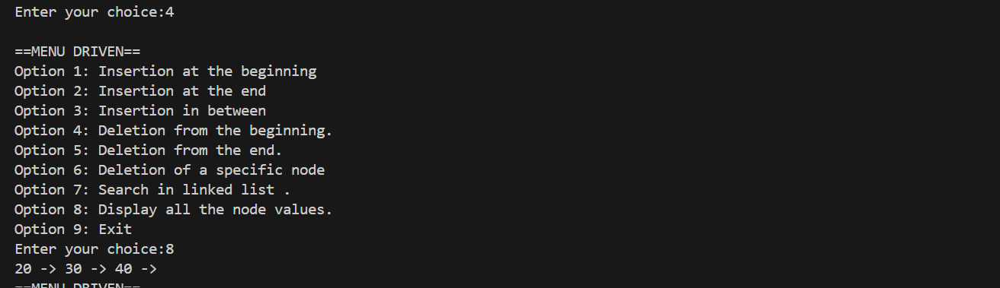 Enter your choice:4
==MENU DRIVEN==
Option 1: Insertion at the beginning
Option 2: Insertion at the end
Option 3: Insertion in between
Option 4: Deletion from the beginning.
Option 5: Deletion from the end.
Option 6: Deletion of a specific node
Option 7: Search in linked list .
Option 8: Display all the node values.
Option 9: Exit
Enter your choice:8
20 -> 30 -> 40 ->
==MENU DRIVEN==